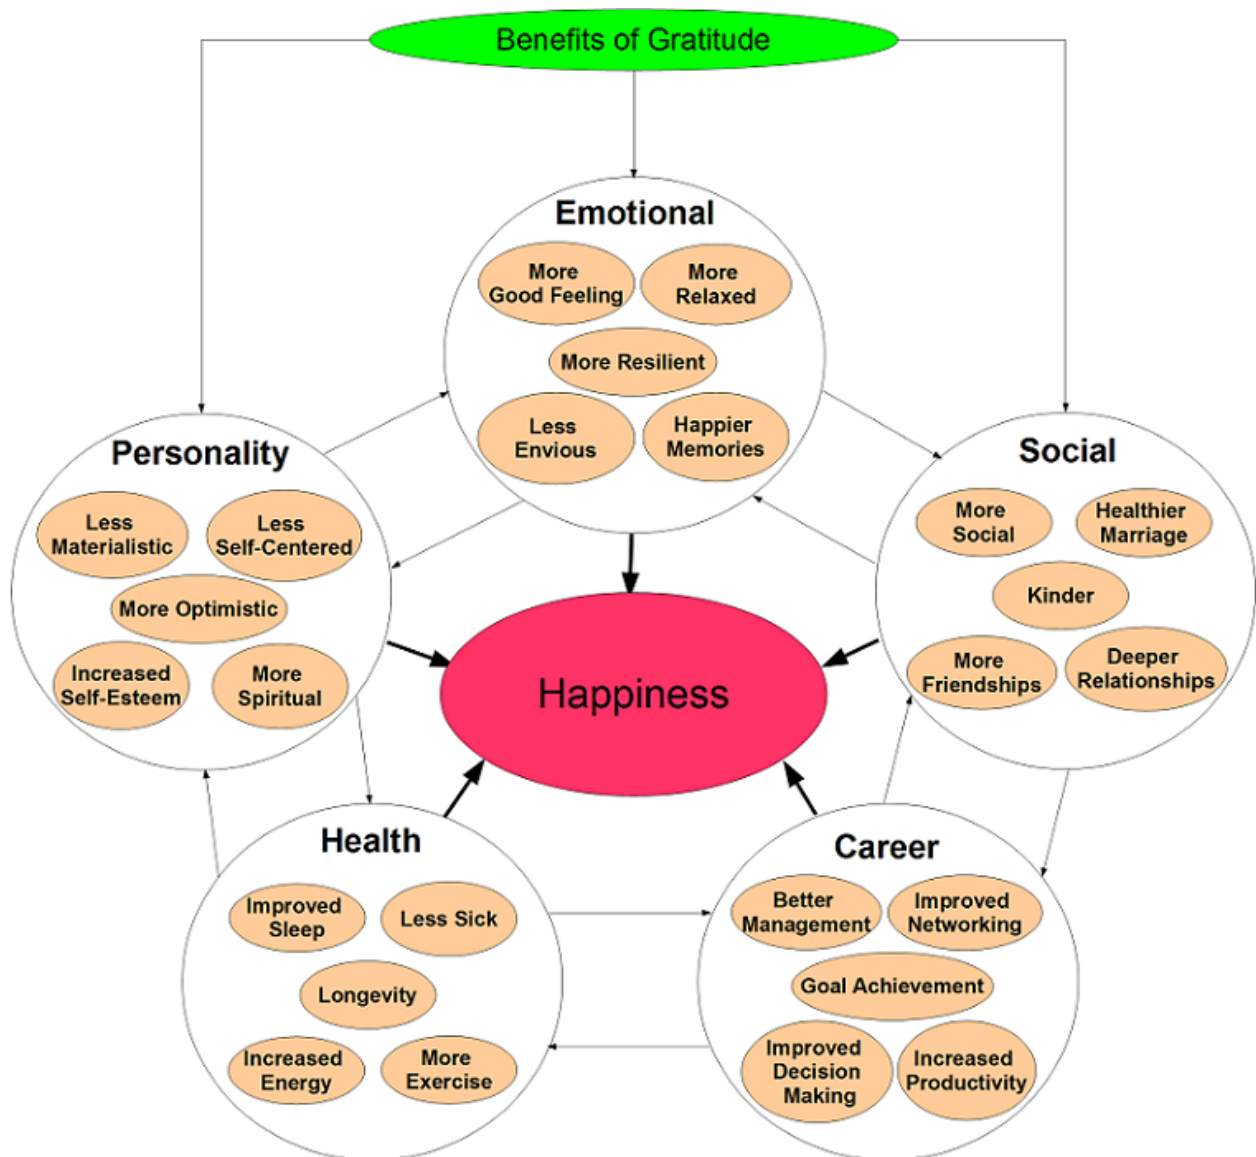 Benefits of Gratitude
Emotional
More
Good Feeling
More
Relaxed
More Resilient
Less
Envious
Happier
Memories
Personality
Less
Materialistic
Less
Self-Centered
More Optimistic
Increased
Self-Esteem
More
Spiritual
Social
More
Social
Healthier
Marriage
Kinder
More
Friendships
Deeper
Relationships
Happiness
Health
Improved
Sleep
Less Sick
Longevity
Increased
Energy
More
Exercise
Career
Better
Management
Improved
Networking
Goal Achievement
Improved
Decision
Making
Increased
Productivity